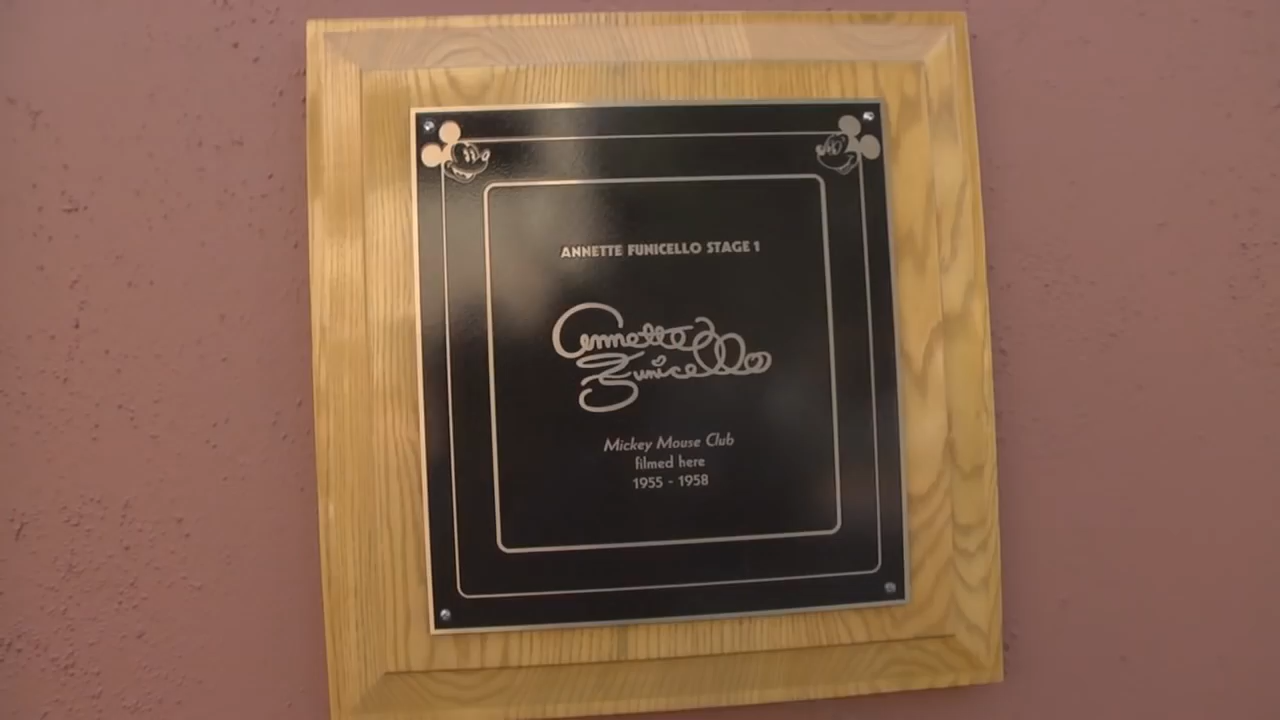 ANNETTE FUNICELLO STAGE 1
Annette
Funicello
Mickey Mouse Club
filmed here
1955 - 1958